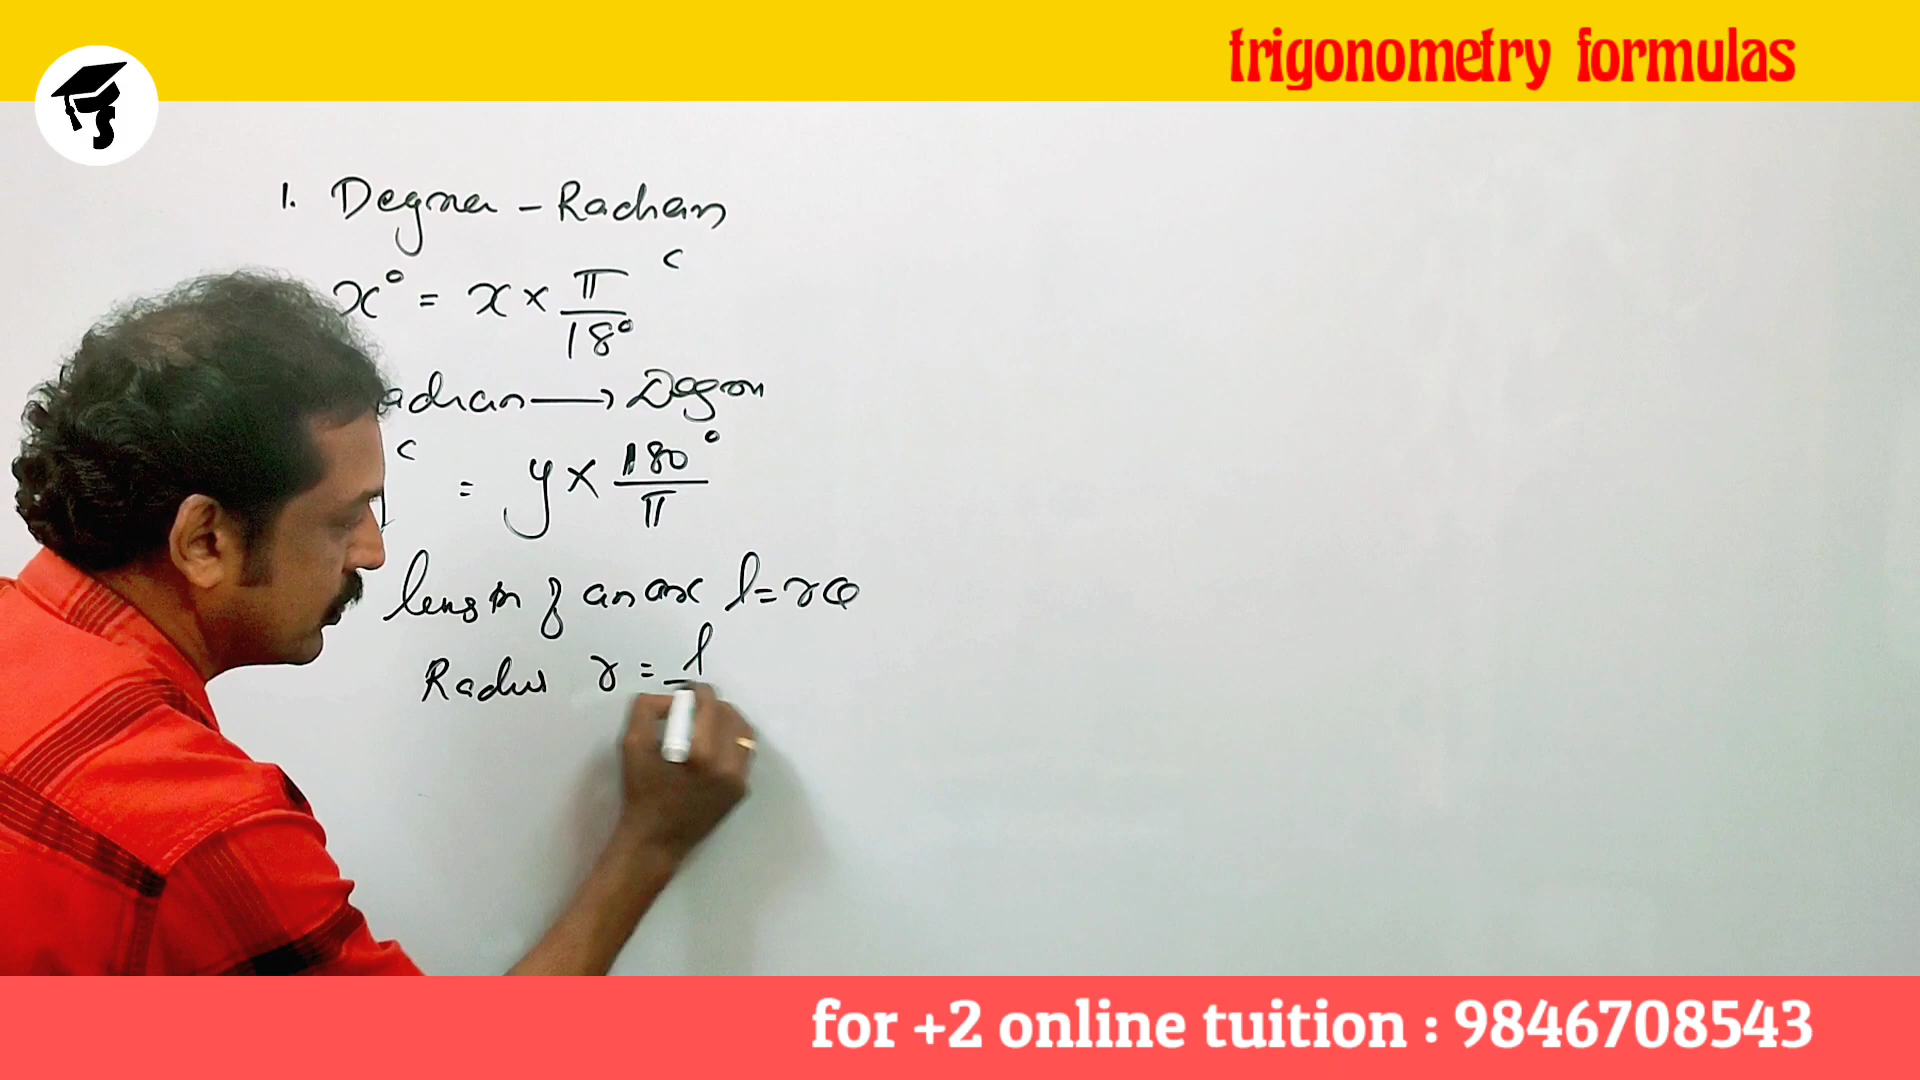 trigonometry formulas
1. Degree - Radian
x° = x × π/180 c
Radian → Degree
c = y × 180°/π
length of an arc l = rθ
Radius r = l
for +2 online tuition : 9846708543